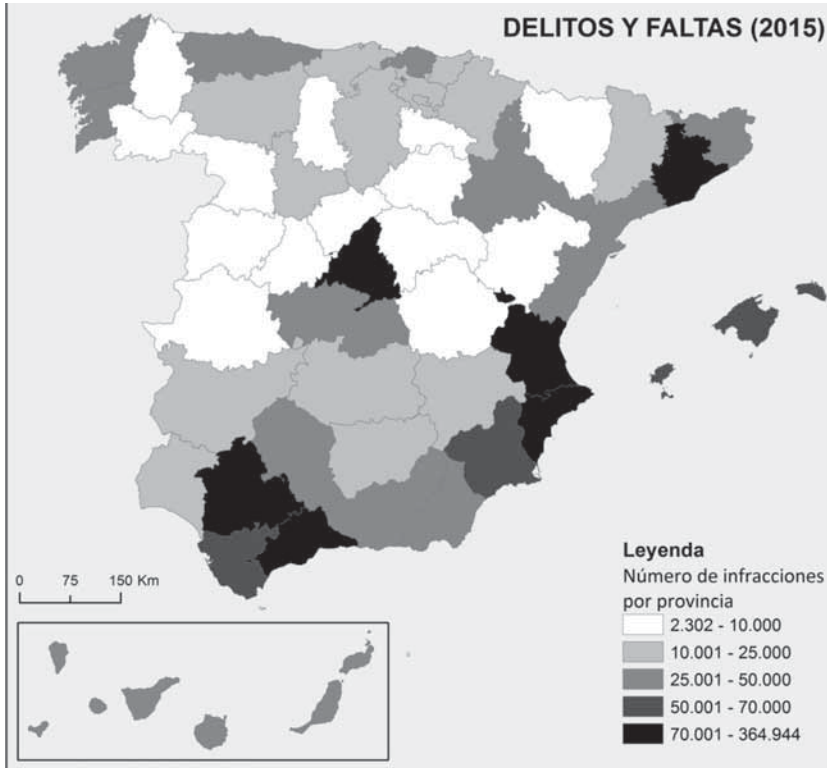 DELITOS Y FALTAS (2015)
0 75 150 Km
Leyenda
Número de infracciones
por provincia
2.302 - 10.000
10.001 - 25.000
25.001 - 50.000
50.001 - 70.000
70.001 - 364.944